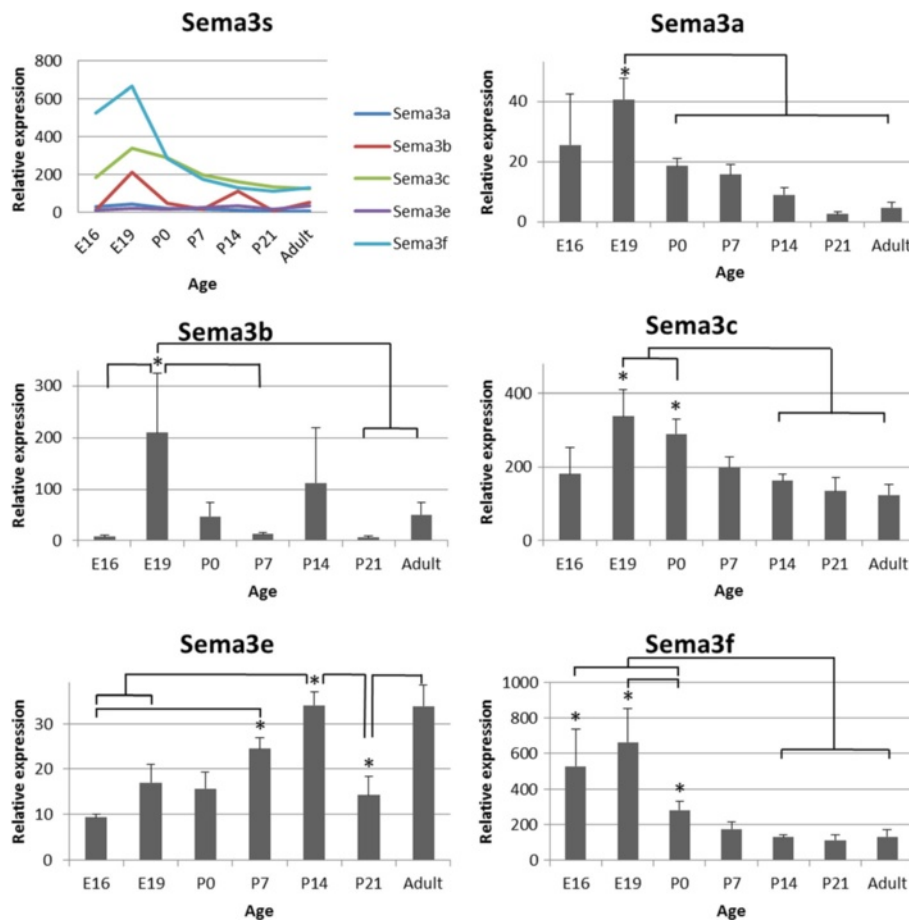 Sema3s
Relative expression
800
600
400
200
0
E16 E19 P0 P7 P14 P21 Adult
Age
Sema3a
Sema3b
Sema3c
Sema3e
Sema3f
Sema3a
Relative expression
40
20
0
*
E16 E19 P0 P7 P14 P21 Adult
Age
Sema3b
Relative expression
300
200
100
0
*
E16 E19 P0 P7 P14 P21 Adult
Age
Sema3c
Relative expression
400
200
0
* *
E16 E19 P0 P7 P14 P21 Adult
Age
Sema3e
Relative expression
30
20
10
0
* * *
E16 E19 P0 P7 P14 P21 Adult
Age
Sema3f
Relative expression
1000
800
600
400
200
0
* * *
E16 E19 P0 P7 P14 P21 Adult
Age